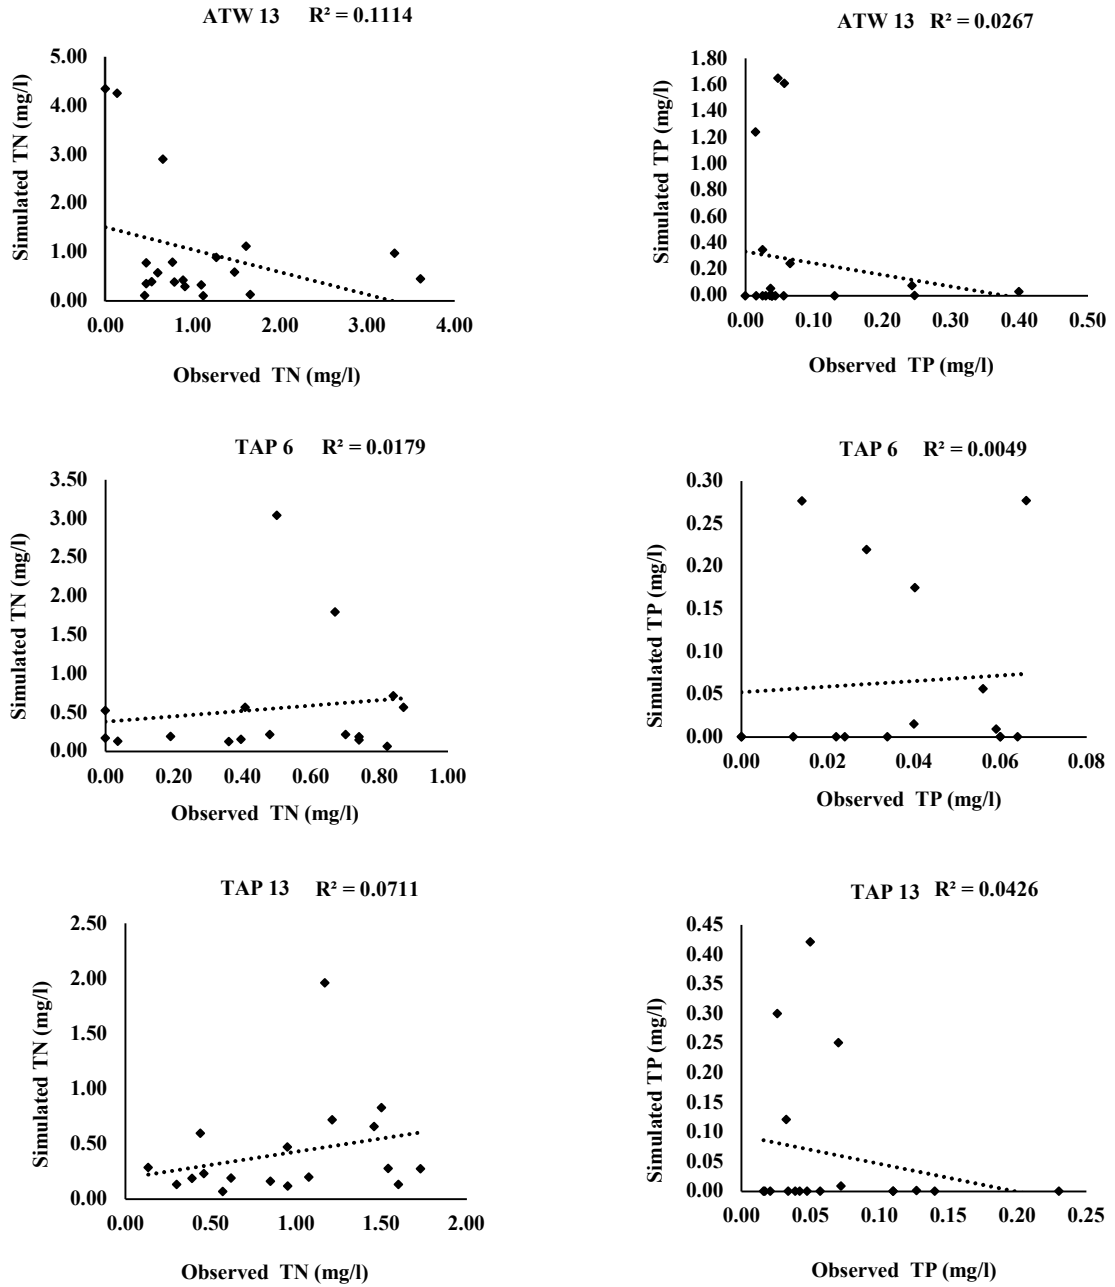 ATW 13 R² = 0.1114
5.00
4.00
3.00
2.00
1.00
0.00
Simulated TN (mg/l)
0.00 1.00 2.00 3.00 4.00
Observed TN (mg/l)
ATW 13 R² = 0.0267
1.80
1.60
1.40
1.20
1.00
0.80
0.60
0.40
0.20
0.00
Simulated TP (mg/l)
0.00 0.10 0.20 0.30 0.40 0.50
Observed TP (mg/l)
TAP 6 R² = 0.0179
3.50
3.00
2.50
2.00
1.50
1.00
0.50
0.00
Simulated TN (mg/l)
0.00 0.20 0.40 0.60 0.80 1.00
Observed TN (mg/l)
TAP 6 R² = 0.0049
0.30
0.25
0.20
0.15
0.10
0.05
0.00
Simulated TP (mg/l)
0.00 0.02 0.04 0.06 0.08
Observed TP (mg/l)
TAP 13 R² = 0.0711
2.50
2.00
1.50
1.00
0.50
0.00
Simulated TN (mg/l)
0.00 0.50 1.00 1.50 2.00
Observed TN (mg/l)
TAP 13 R² = 0.0426
0.45
0.40
0.35
0.30
0.25
0.20
0.15
0.10
0.05
0.00
Simulated TP (mg/l)
0.00 0.05 0.10 0.15 0.20 0.25
Observed TP (mg/l)